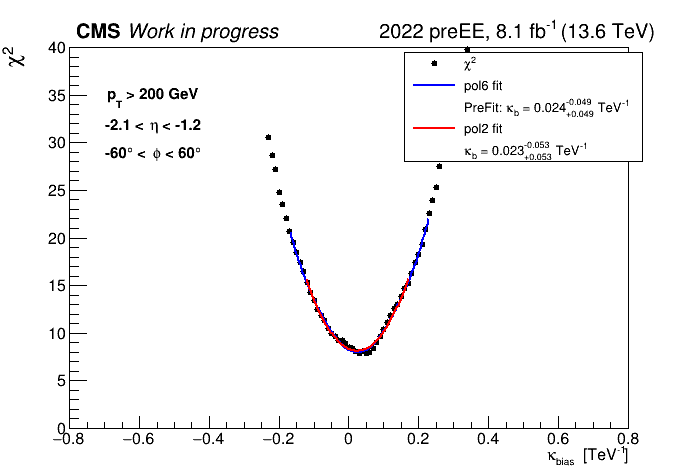 CMS Work in progress 2022 preEE, 8.1 fb⁻¹ (13.6 TeV)
χ²
40
35
30
25
20
15
10
5
0
p_T > 200 GeV
-2.1 < η < -1.2
-60° < ϕ < 60°
χ²
pol6 fit
PreFit: κ_b = 0.024^{-0.049}_{+0.049} TeV⁻¹
pol2 fit
κ_b = 0.023^{-0.053}_{+0.053} TeV⁻¹
−0.8 −0.6 −0.4 −0.2 0 0.2 0.4 0.6 0.8
κ_bias [TeV⁻¹]